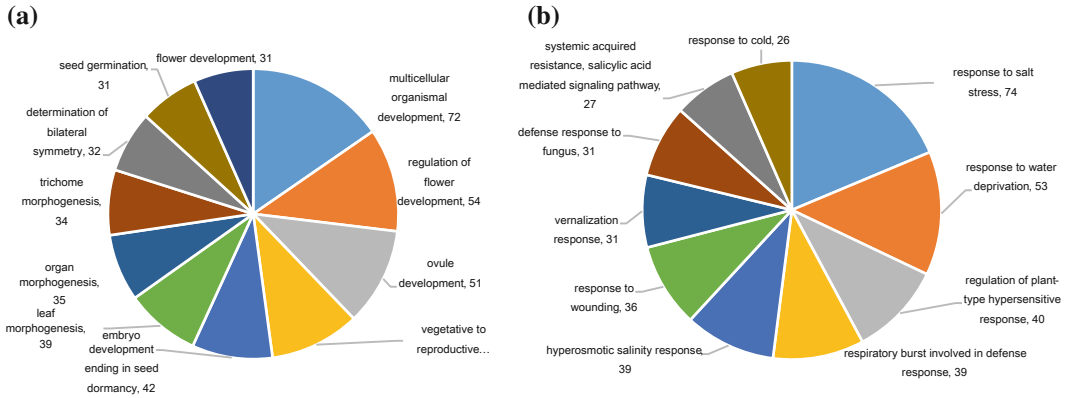 (a)
flower development, 31
multicellular
organismal
development, 72
regulation of
flower
development, 54
ovule
development, 51
vegetative to
reproductive…
embryo
development
ending in seed
dormancy, 42
leaf
morphogenesis,
39
organ
morphogenesis,
35
trichome
morphogenesis,
34
determination of
bilateral
symmetry, 32
seed germination,
31
(b)
response to cold, 26
response to salt
stress, 74
response to water
deprivation, 53
regulation of plant-
type hypersensitive
response, 40
respiratory burst involved in defense
response, 39
hyperosmotic salinity response,
39
response to
wounding, 36
vernalization
response, 31
defense response to
fungus, 31
systemic acquired
resistance, salicylic acid
mediated signaling pathway,
27